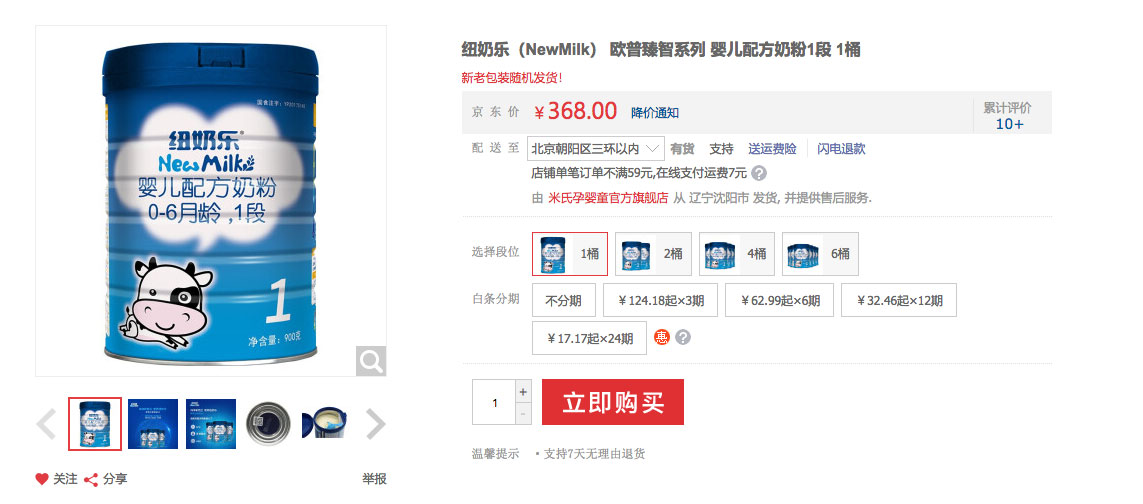 纽奶乐（NewMilk） 欧普臻智系列 婴儿配方奶粉1段 1桶
新老包装随机发货！
京东价 ￥368.00 降价通知
累计评价
10+
配送至 北京朝阳区三环以内 有货 支持 送运费险 闪电退款
店铺单笔订单不满59元,在线支付运费7元 ?
由 米氏孕婴童官方旗舰店 从 辽宁沈阳市 发货, 并提供售后服务.
选择段位 1桶 2桶 4桶 6桶
白条分期 不分期 ￥124.18起×3期 ￥62.99起×6期 ￥32.46起×12期
￥17.17起×24期 惠 ?
1 + - 立即购买
温馨提示 •支持7天无理由退货
纽奶乐®
NewMilk
婴儿配方奶粉
0-6月龄 ,1段
1
净含量：900克
关注 分享 举报